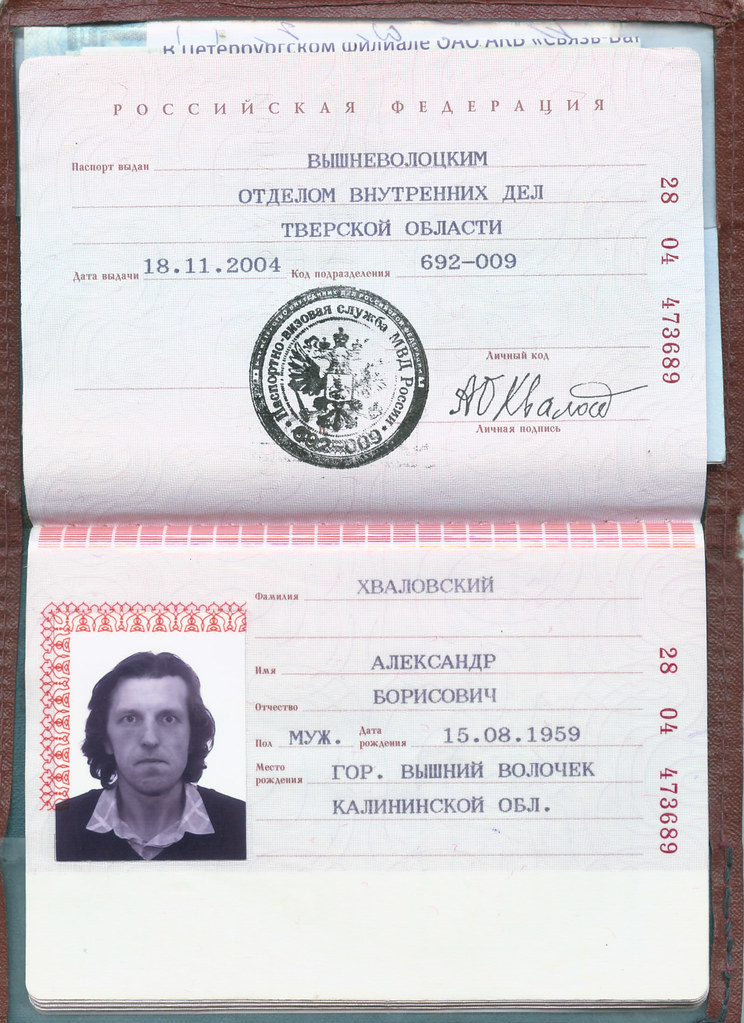 в Петербургском филиале ОАО АКБ «Связь-Бан
РОССИЙСКАЯ ФЕДЕРАЦИЯ
Паспорт выдан ВЫШНЕВОЛОЦКИМ
ОТДЕЛОМ ВНУТРЕННИХ ДЕЛ
ТВЕРСКОЙ ОБЛАСТИ
Дата выдачи 18.11.2004 Код подразделения 692-009
28 04 473689
Паспортно-визовая служба МВД России
692-009
Личный код
Личная подпись
Фамилия ХВАЛОВСКИЙ
Имя АЛЕКСАНДР
Отчество БОРИСОВИЧ
Пол МУЖ. Дата рождения 15.08.1959
Место рождения ГОР. ВЫШНИЙ ВОЛОЧЕК
КАЛИНИНСКОЙ ОБЛ.
28 04 473689